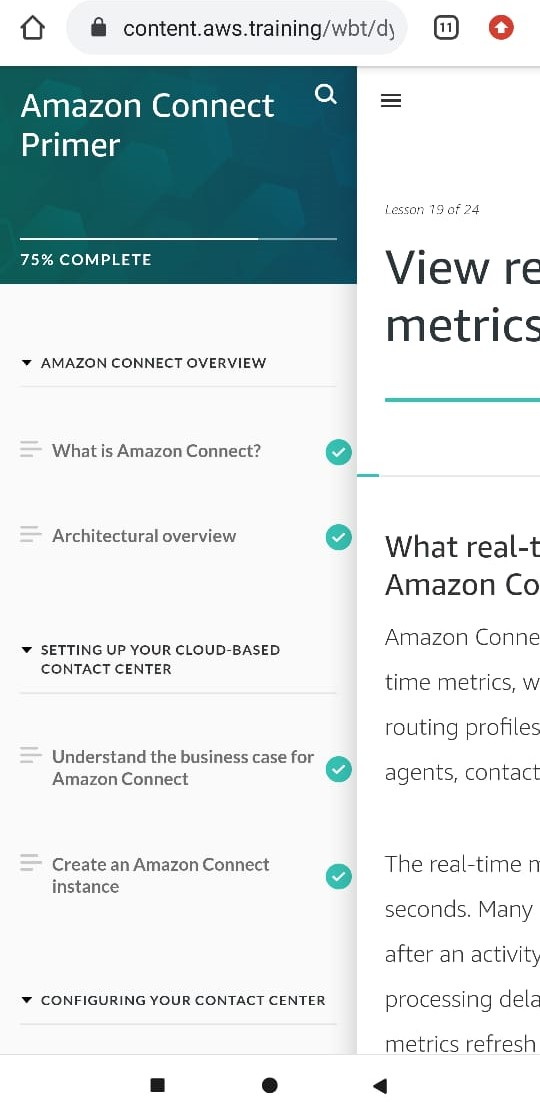 content.aws.training/wbt/dy
11
Amazon Connect
Primer
75% COMPLETE
AMAZON CONNECT OVERVIEW
What is Amazon Connect?
Architectural overview
SETTING UP YOUR CLOUD-BASED
CONTACT CENTER
Understand the business case for
Amazon Connect
Create an Amazon Connect
instance
CONFIGURING YOUR CONTACT CENTER
Lesson 19 of 24
View re
metrics
What real-t
Amazon Co
Amazon Conne
time metrics, w
routing profiles
agents, contact
The real-time m
seconds. Many
after an activity
processing dela
metrics refresh